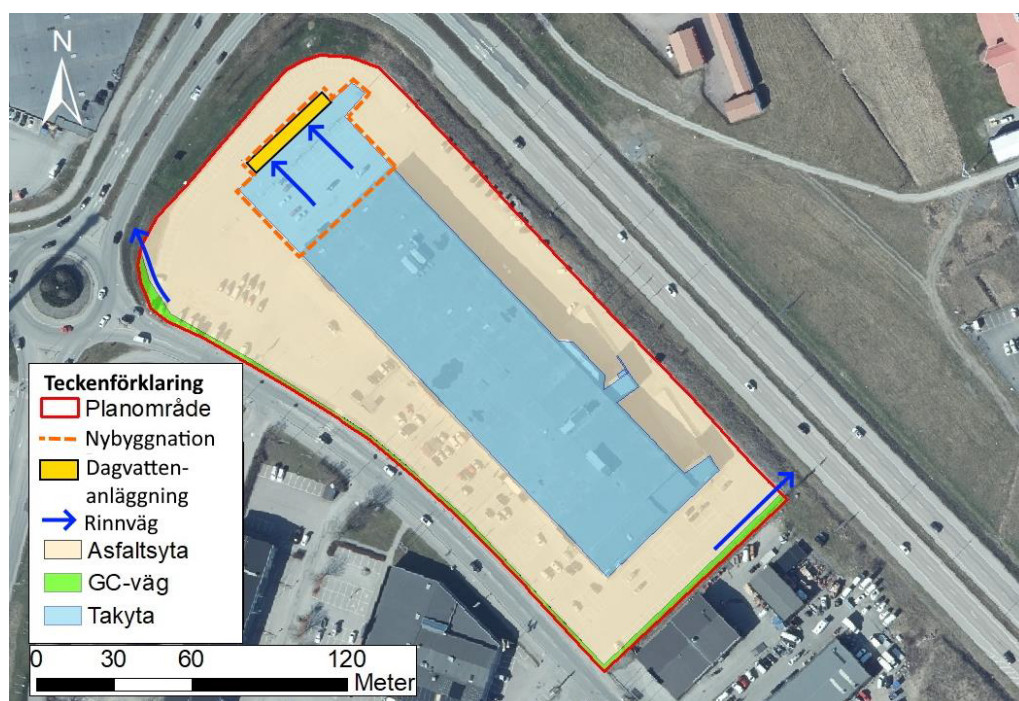 N
Teckenförklaring
Planområde
Nybyggnation
Dagvatten-
anläggning
Rinnväg
Asfaltsyta
GC-väg
Takyta
0 30 60 120
Meter